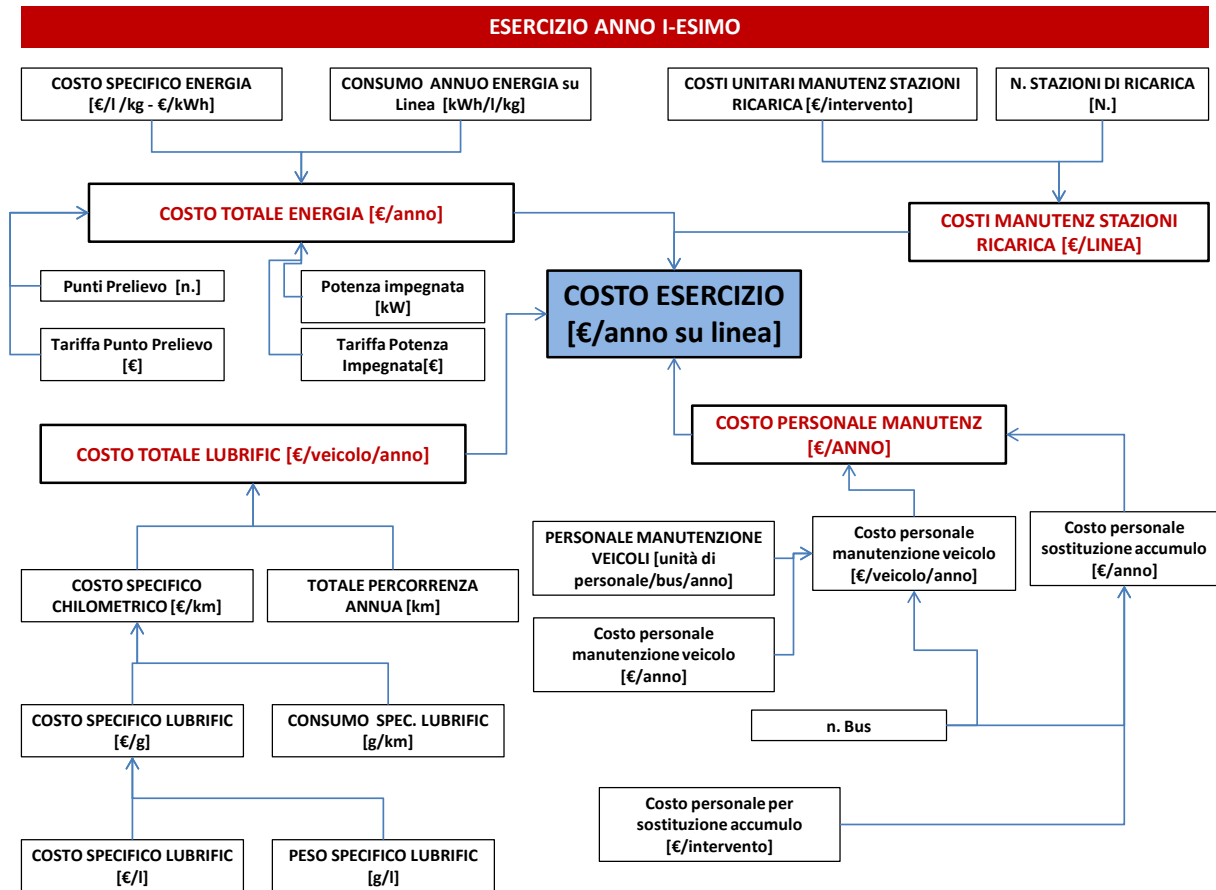 ESERCIZIO ANNO I-ESIMO
COSTO SPECIFICO ENERGIA
[€/l /kg - €/kWh]
CONSUMO ANNUO ENERGIA su
Linea [kWh/l/kg]
COSTI UNITARI MANUTENZ STAZIONI
RICARICA [€/intervento]
N. STAZIONI DI RICARICA
[N.]
COSTO TOTALE ENERGIA [€/anno]
COSTI MANUTENZ STAZIONI
RICARICA [€/LINEA]
Punti Prelievo [n.]
Potenza impegnata
[kW]
COSTO ESERCIZIO
[€/anno su linea]
Tariffa Punto Prelievo
[€]
Tariffa Potenza
Impegnata[€]
COSTO PERSONALE MANUTENZ
[€/ANNO]
COSTO TOTALE LUBRIFIC [€/veicolo/anno]
PERSONALE MANUTENZIONE
VEICOLI [unità di
personale/bus/anno]
Costo personale
manutenzione veicolo
[€/veicolo/anno]
Costo personale
sostituzione accumulo
[€/anno]
COSTO SPECIFICO
CHILOMETRICO [€/km]
TOTALE PERCORRENZA
ANNUA [km]
Costo personale
manutenzione veicolo
[€/anno]
COSTO SPECIFICO LUBRIFIC
[€/g]
CONSUMO SPEC. LUBRIFIC
[g/km]
n. Bus
Costo personale per
sostituzione accumulo
[€/intervento]
COSTO SPECIFICO LUBRIFIC
[€/l]
PESO SPECIFICO LUBRIFIC
[g/l]